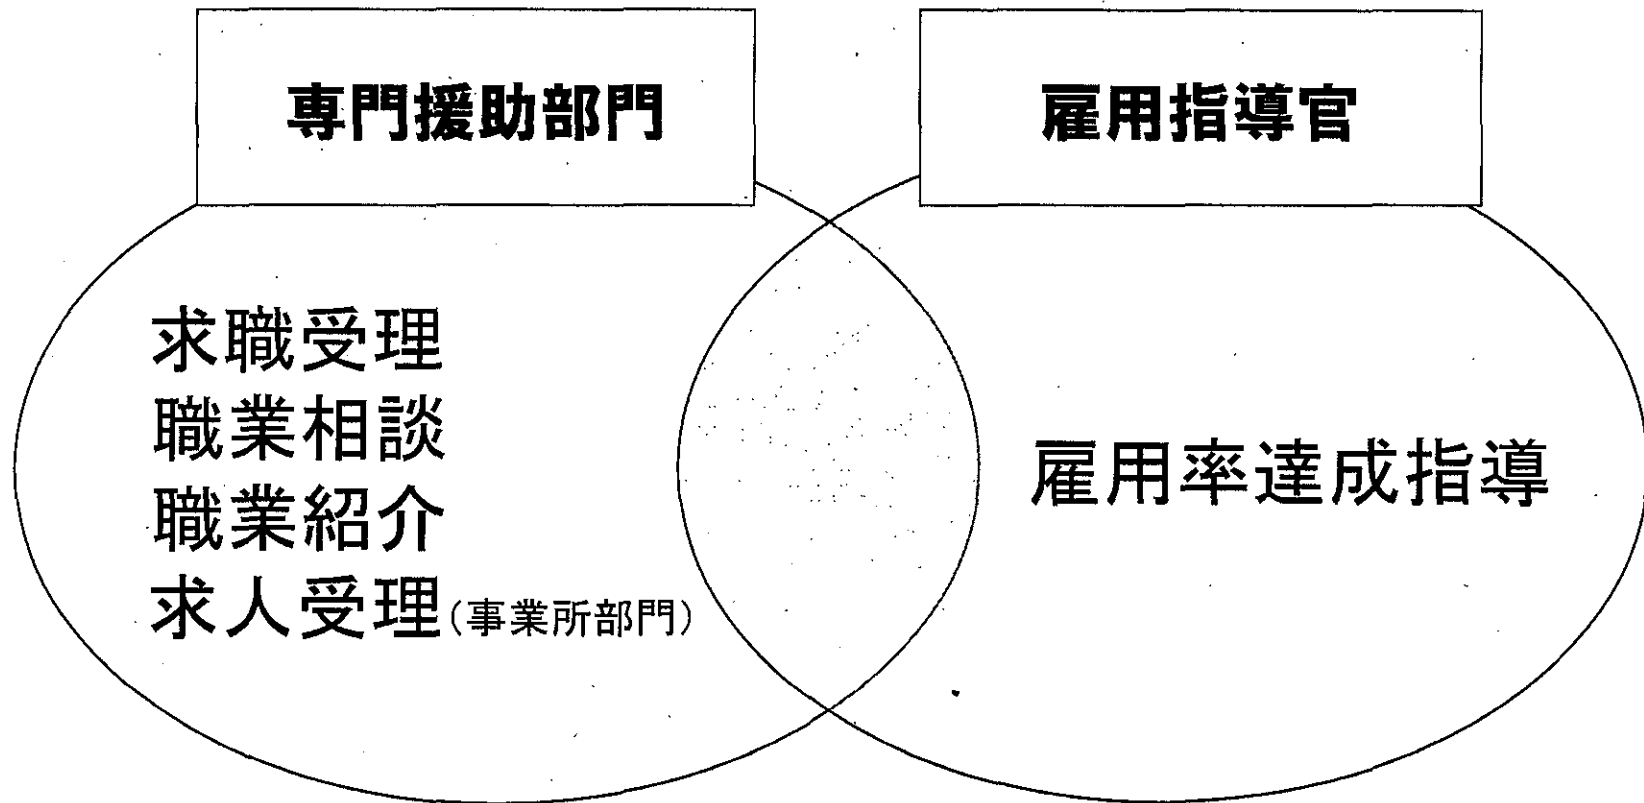 専門援助部門
雇用指導官
求職受理
職業相談
職業紹介
求人受理(事業所部門)
雇用率達成指導